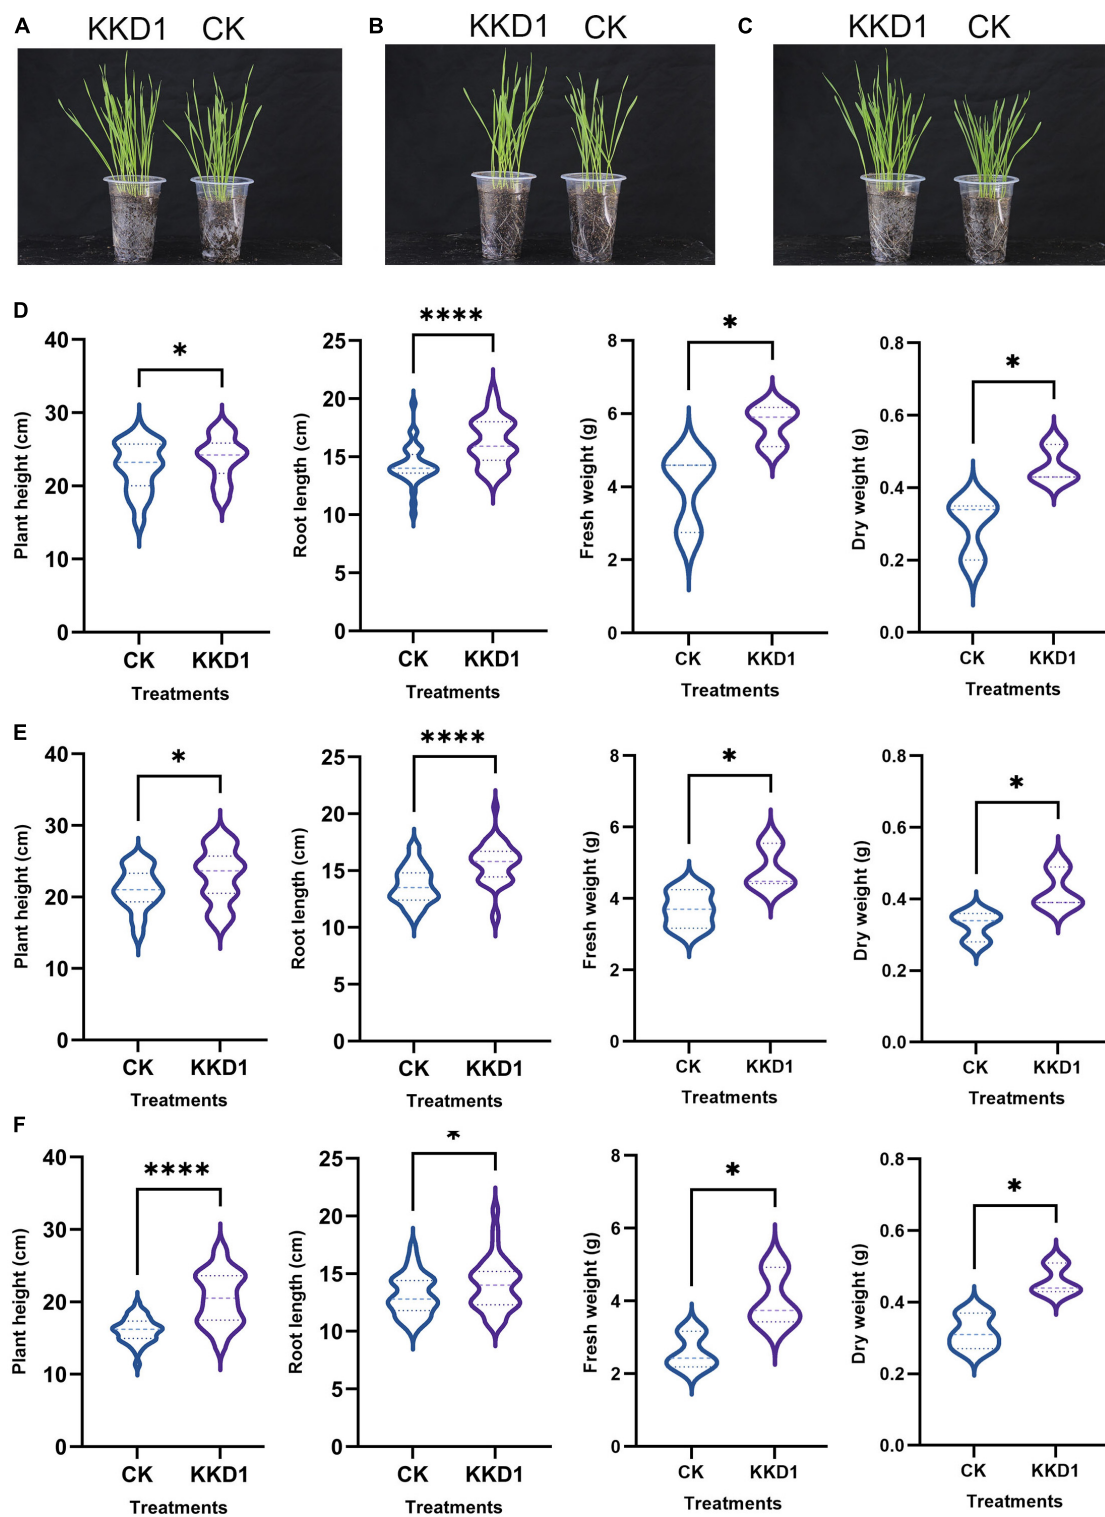 A KKD1 CK B KKD1 CK C KKD1 CK
D
Plant height (cm)
40
30
20
10
0
*
CK KKD1
Treatments
Root length (cm)
25
20
15
10
5
0
****
CK KKD1
Treatments
Fresh weight (g)
8
6
4
2
0
*
CK KKD1
Treatments
Dry weight (g)
0.8
0.6
0.4
0.2
0.0
*
CK KKD1
Treatments
E
Plant height (cm)
40
30
20
10
0
*
CK KKD1
Treatments
Root length (cm)
25
20
15
10
5
0
****
CK KKD1
Treatments
Fresh weight (g)
8
6
4
2
0
*
CK KKD1
Treatments
Dry weight (g)
0.8
0.6
0.4
0.2
0.0
*
CK KKD1
Treatments
F
Plant height (cm)
40
30
20
10
0
****
CK KKD1
Treatments
Root length (cm)
25
20
15
10
5
0
*
CK KKD1
Treatments
Fresh weight (g)
8
6
4
2
0
*
CK KKD1
Treatments
Dry weight (g)
0.8
0.6
0.4
0.2
0.0
*
CK KKD1
Treatments